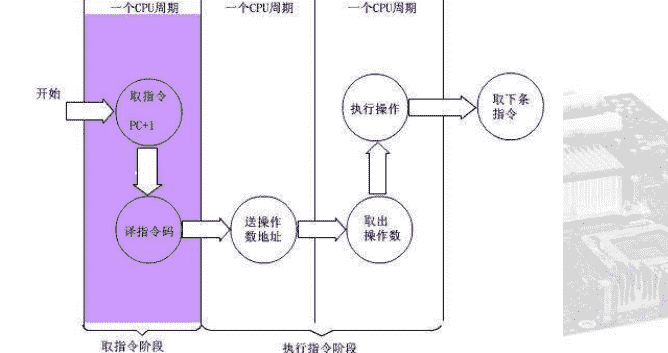 一个CPU周期
一个CPU周期
一个CPU周期
开始
取指令
PC+1
执行操作
取下条
指令
译指令码
送操作
数地址
取出
操作数
取指令阶段
执行指令阶段